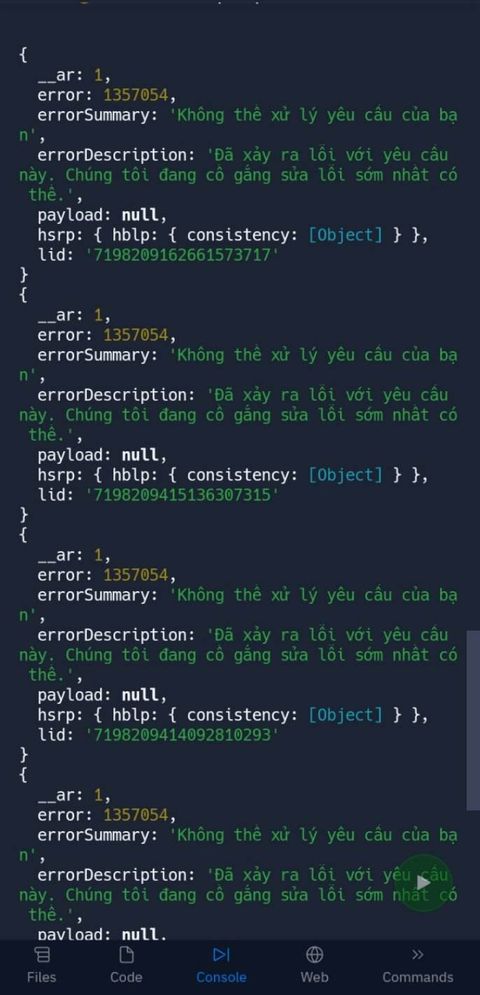 {
__ar: 1,
error: 1357054,
errorSummary: 'Không thể xử lý yêu cầu của bạ
n',
errorDescription: 'Đã xảy ra lỗi với yêu cầu
này. Chúng tôi đang cố gắng sửa lỗi sớm nhất có
thể.',
payload: null,
hsrp: { hblp: { consistency: [Object] } },
lid: '7198209162661573717'
}
{
__ar: 1,
error: 1357054,
errorSummary: 'Không thể xử lý yêu cầu của bạ
n',
errorDescription: 'Đã xảy ra lỗi với yêu cầu
này. Chúng tôi đang cố gắng sửa lỗi sớm nhất có
thể.',
payload: null,
hsrp: { hblp: { consistency: [Object] } },
lid: '7198209415136307315'
}
{
__ar: 1,
error: 1357054,
errorSummary: 'Không thể xử lý yêu cầu của bạ
n',
errorDescription: 'Đã xảy ra lỗi với yêu cầu
này. Chúng tôi đang cố gắng sửa lỗi sớm nhất có
thể.',
payload: null,
hsrp: { hblp: { consistency: [Object] } },
lid: '7198209414092810293'
}
{
__ar: 1,
error: 1357054,
errorSummary: 'Không thể xử lý yêu cầu của bạ
n',
errorDescription: 'Đã xảy ra lỗi với yêu cầu
này. Chúng tôi đang cố gắng sửa lỗi sớm nhất có
thể.',
payload: null,
Files Code Console Web Commands